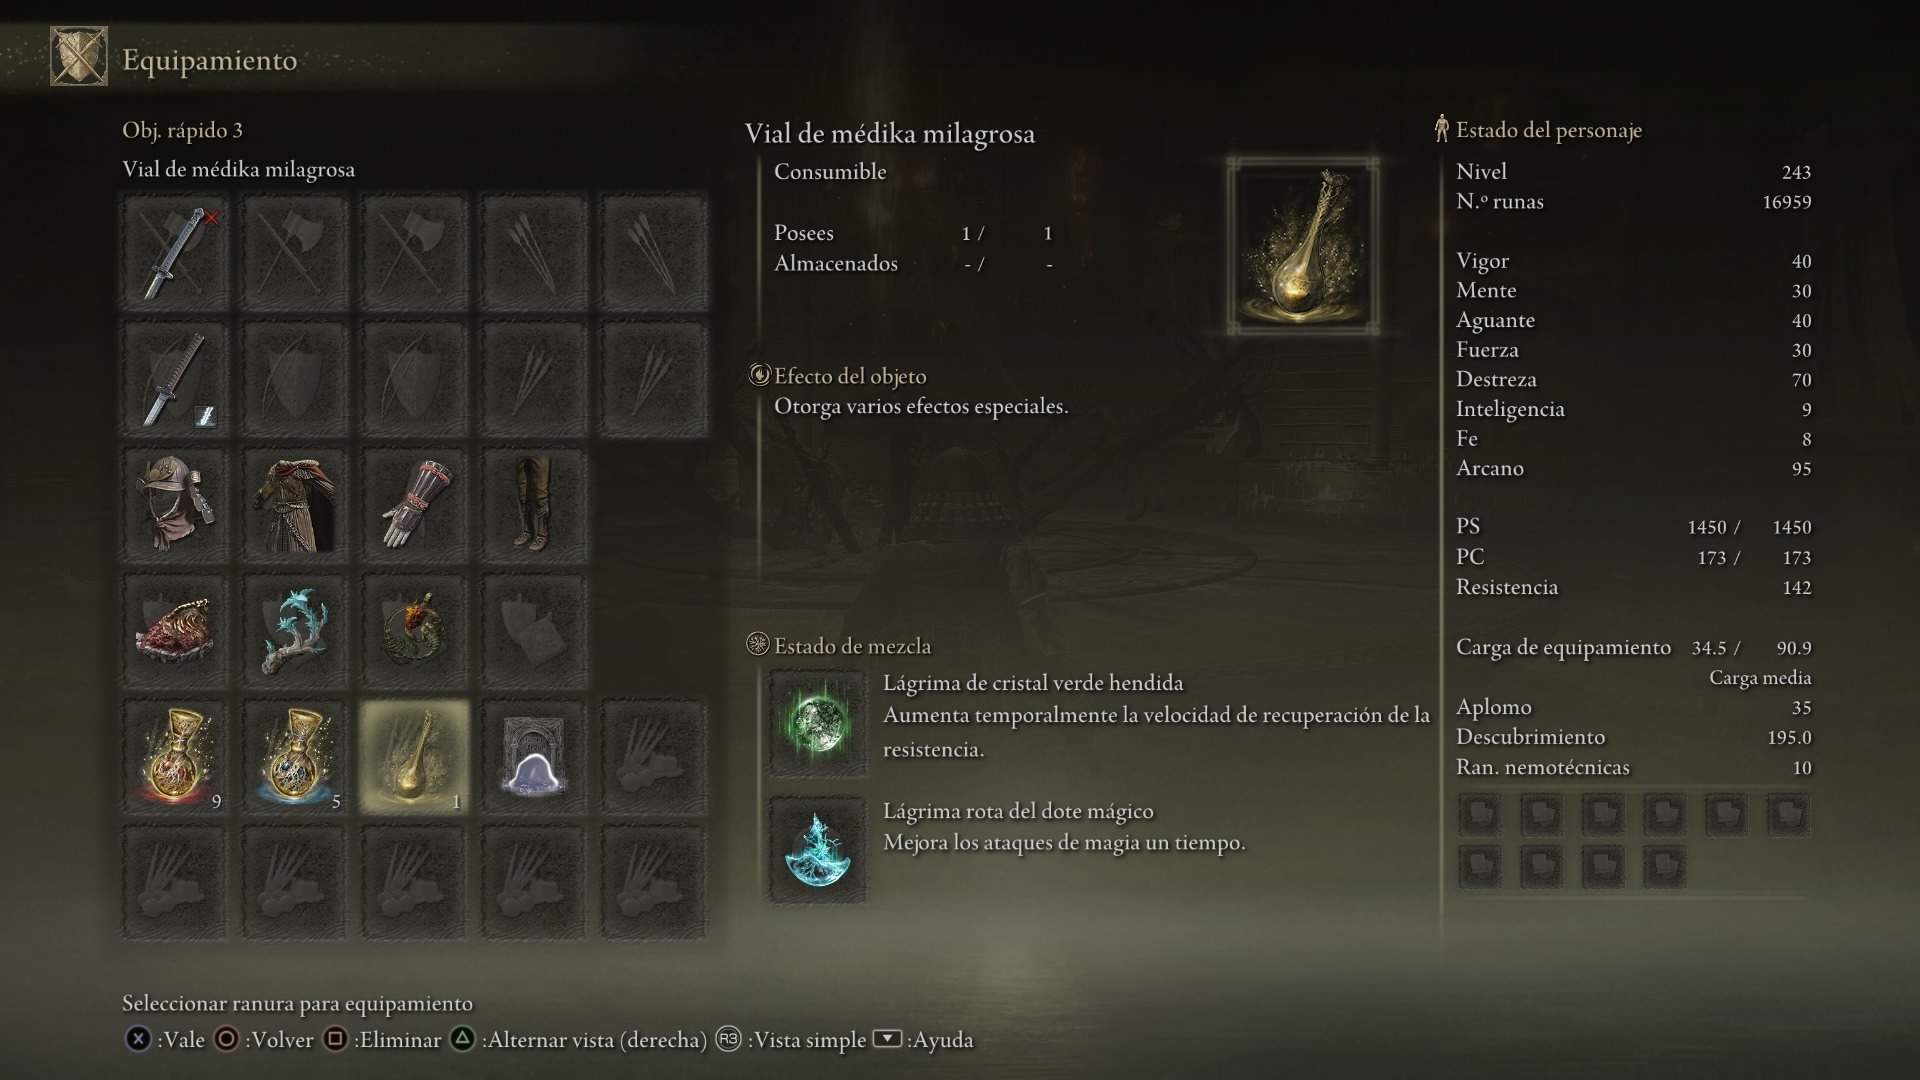 Equipamiento
Obj. rápido 3
Vial de médika milagrosa
9
5
1
Seleccionar ranura para equipamiento
X :Vale :Volver :Eliminar :Alternar vista (derecha) R3 :Vista simple :Ayuda
Vial de médika milagrosa
Consumible
Posees 1 / 1
Almacenados - / -
Efecto del objeto
Otorga varios efectos especiales.
Estado de mezcla
Lágrima de cristal verde hendida
Aumenta temporalmente la velocidad de recuperación de la
resistencia.
Lágrima rota del dote mágico
Mejora los ataques de magia un tiempo.
Estado del personaje
Nivel 243
N.º runas 16959
Vigor 40
Mente 30
Aguante 40
Fuerza 30
Destreza 70
Inteligencia 9
Fe 8
Arcano 95
PS 1450 / 1450
PC 173 / 173
Resistencia 142
Carga de equipamiento 34.5 / 90.9
Carga media
Aplomo 35
Descubrimiento 195.0
Ran. nemotécnicas 10